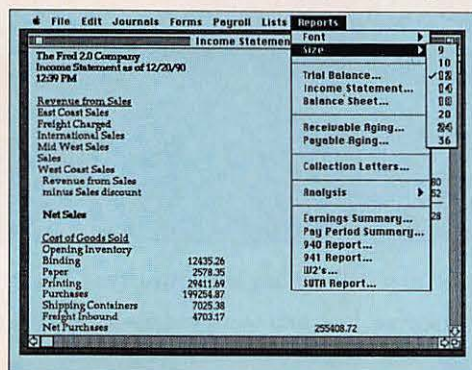 File Edit Journals Forms Payroll Lists Reports
Income Statemen
The Fred 2.0 Company
Income Statement as of 12/20/90
12:39 PM
Revenue from Sales
East Coast Sales
Freight Charged
International Sales
Mid West Sales
Sales
West Coast Sales
Revenue from Sales
minus Sales discount
Net Sales
Cost of Goods Sold
Opening Inventory
Binding 12435.26
Paper 2578.35
Printing 29411.69
Purchases 199254.87
Shipping Containers 7025.38
Freight Inbound 4703.17
Net Purchases 255408.72
Font
Size
Trial Balance...
Income Statement...
Balance Sheet...
Receivable Aging...
Payable Aging...
Collection Letters...
Analysis
Earnings Summary...
Pay Period Summary...
940 Report...
941 Report...
W2's...
SUTA Report...
9
10
✓12
14
18
20
24
36
80
52
28